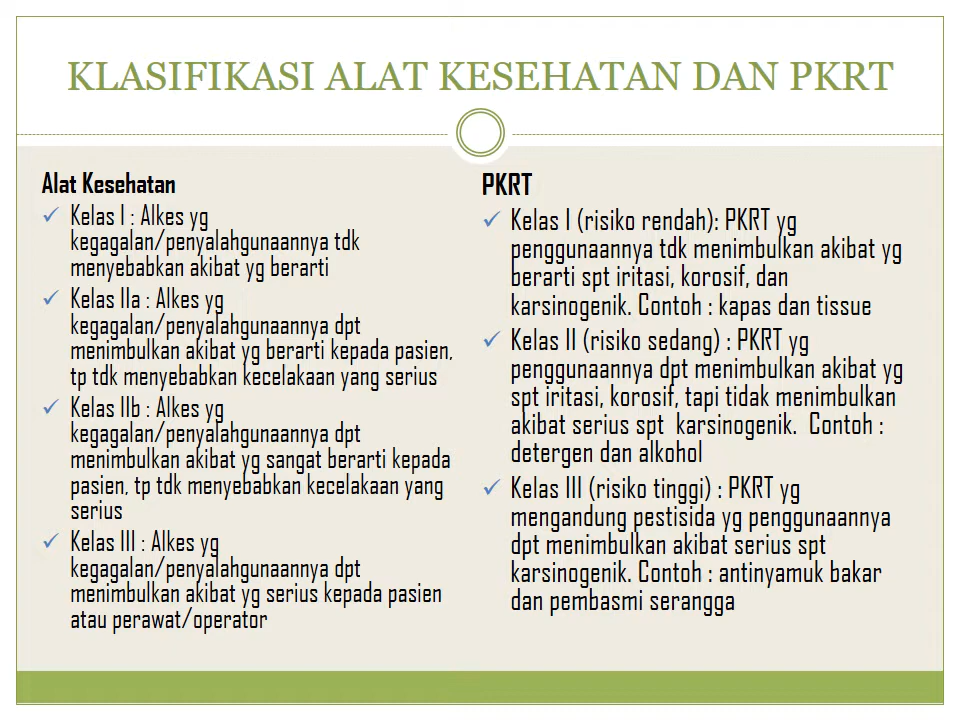 KLASIFIKASI ALAT KESEHATAN DAN PKRT
Alat Kesehatan
Kelas I : Alkes yg
kegagalan/penyalahgunaannya tdk
menyebabkan akibat yg berarti
Kelas IIa : Alkes yg
kegagalan/penyalahgunaannya dpt
menimbulkan akibat yg berarti kepada pasien,
tp tdk menyebabkan kecelakaan yang serius
Kelas IIb : Alkes yg
kegagalan/penyalahgunaannya dpt
menimbulkan akibat yg sangat berarti kepada
pasien, tp tdk menyebabkan kecelakaan yang
serius
Kelas III : Alkes yg
kegagalan/penyalahgunaannya dpt
menimbulkan akibat yg serius kepada pasien
atau perawat/operator
PKRT
Kelas I (risiko rendah): PKRT yg
penggunaannya tdk menimbulkan akibat yg
berarti spt iritasi, korosif, dan
karsinogenik. Contoh : kapas dan tissue
Kelas II (risiko sedang) : PKRT yg
penggunaannya dpt menimbulkan akibat yg
spt iritasi, korosif, tapi tidak menimbulkan
akibat serius spt karsinogenik. Contoh :
detergen dan alkohol
Kelas III (risiko tinggi) : PKRT yg
mengandung pestisida yg penggunaannya
dpt menimbulkan akibat serius spt
karsinogenik. Contoh : antinyamuk bakar
dan pembasmi serangga